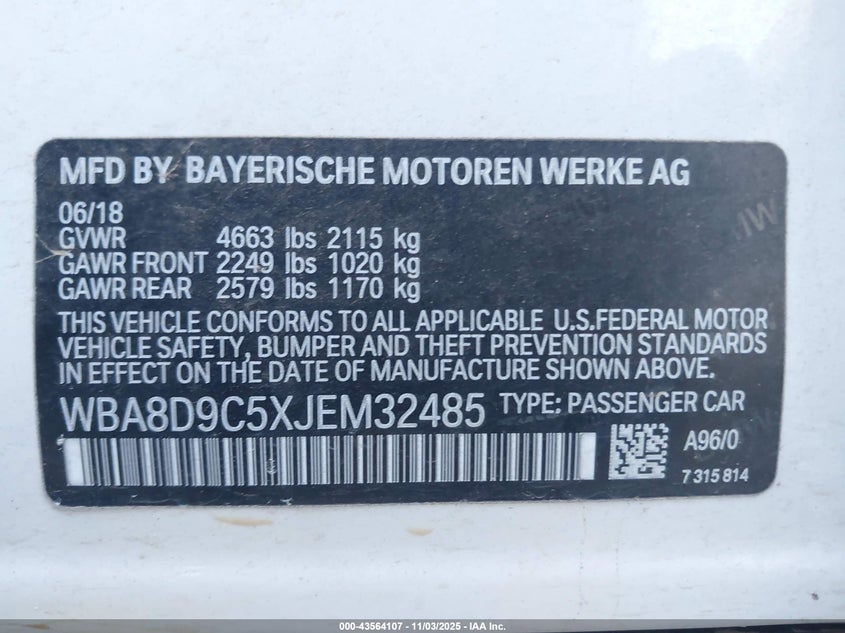 MFD BY BAYERISCHE MOTOREN WERKE AG
06/18
GVWR 4663 lbs 2115 kg
GAWR FRONT 2249 lbs 1020 kg
GAWR REAR 2579 lbs 1170 kg
THIS VEHICLE CONFORMS TO ALL APPLICABLE U.S.FEDERAL MOTOR
VEHICLE SAFETY, BUMPER AND THEFT PREVENTION STANDARDS
IN EFFECT ON THE DATE OF MANUFACTURE SHOWN ABOVE.
WBA8D9C5XJEM32485 TYPE: PASSENGER CAR
A96/0
7 315 814
000-43564107 - 11/03/2025 - IAA Inc.